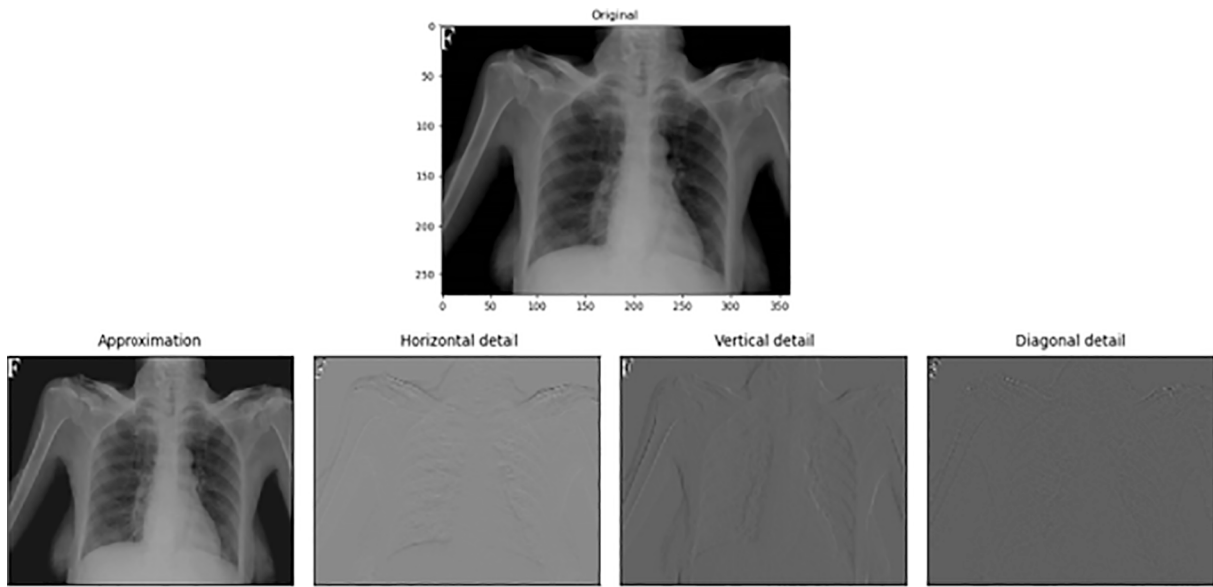 Original
F
0
50
100
150
200
250
0 50 100 150 200 250 300 350
Approximation Horizontal detail Vertical detail Diagonal detail
F F F